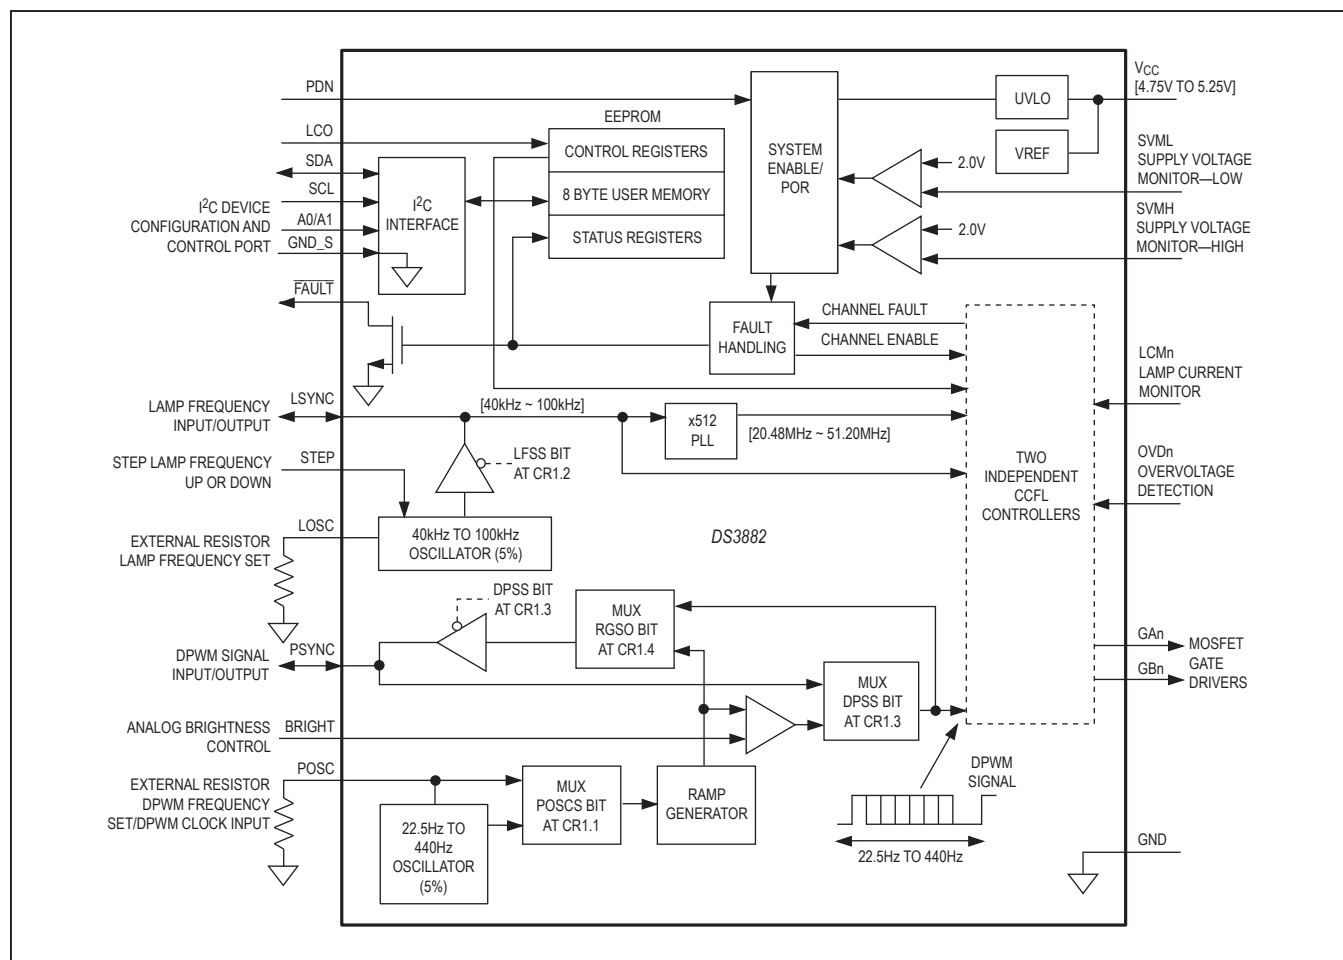 PDN
LCO
SDA
SCL
I2C DEVICE
CONFIGURATION AND
CONTROL PORT
A0/A1
GND_S
FAULT
I2C
INTERFACE
EEPROM
CONTROL REGISTERS
8 BYTE USER MEMORY
STATUS REGISTERS
SYSTEM
ENABLE/
POR
UVLO
VREF
VCC
[4.75V TO 5.25V]
2.0V
SVML
SUPPLY VOLTAGE
MONITOR—LOW
2.0V
SVMH
SUPPLY VOLTAGE
MONITOR—HIGH
FAULT
HANDLING
CHANNEL FAULT
CHANNEL ENABLE
LCMn
LAMP CURRENT
MONITOR
LAMP FREQUENCY
INPUT/OUTPUT
LSYNC
[40kHz ~ 100kHz]
x512
PLL
[20.48MHz ~ 51.20MHz]
STEP LAMP FREQUENCY
UP OR DOWN
STEP
LFSS BIT
AT CR1.2
TWO
INDEPENDENT
CCFL
CONTROLLERS
OVDn
OVERVOLTAGE
DETECTION
EXTERNAL RESISTOR
LAMP FREQUENCY SET
LOSC
40kHz TO 100kHz
OSCILLATOR (5%)
DS3882
DPSS BIT
AT CR1.3
MUX
RGSO BIT
AT CR1.4
DPWM SIGNAL
INPUT/OUTPUT
PSYNC
MUX
DPSS BIT
AT CR1.3
GAn
GBn
MOSFET
GATE
DRIVERS
ANALOG BRIGHTNESS
CONTROL
BRIGHT
EXTERNAL RESISTOR
DPWM FREQUENCY
SET/DPWM CLOCK INPUT
POSC
22.5Hz TO
440Hz
OSCILLATOR
(5%)
MUX
POSCS BIT
AT CR1.1
RAMP
GENERATOR
DPWM
SIGNAL
22.5Hz TO 440Hz
GND